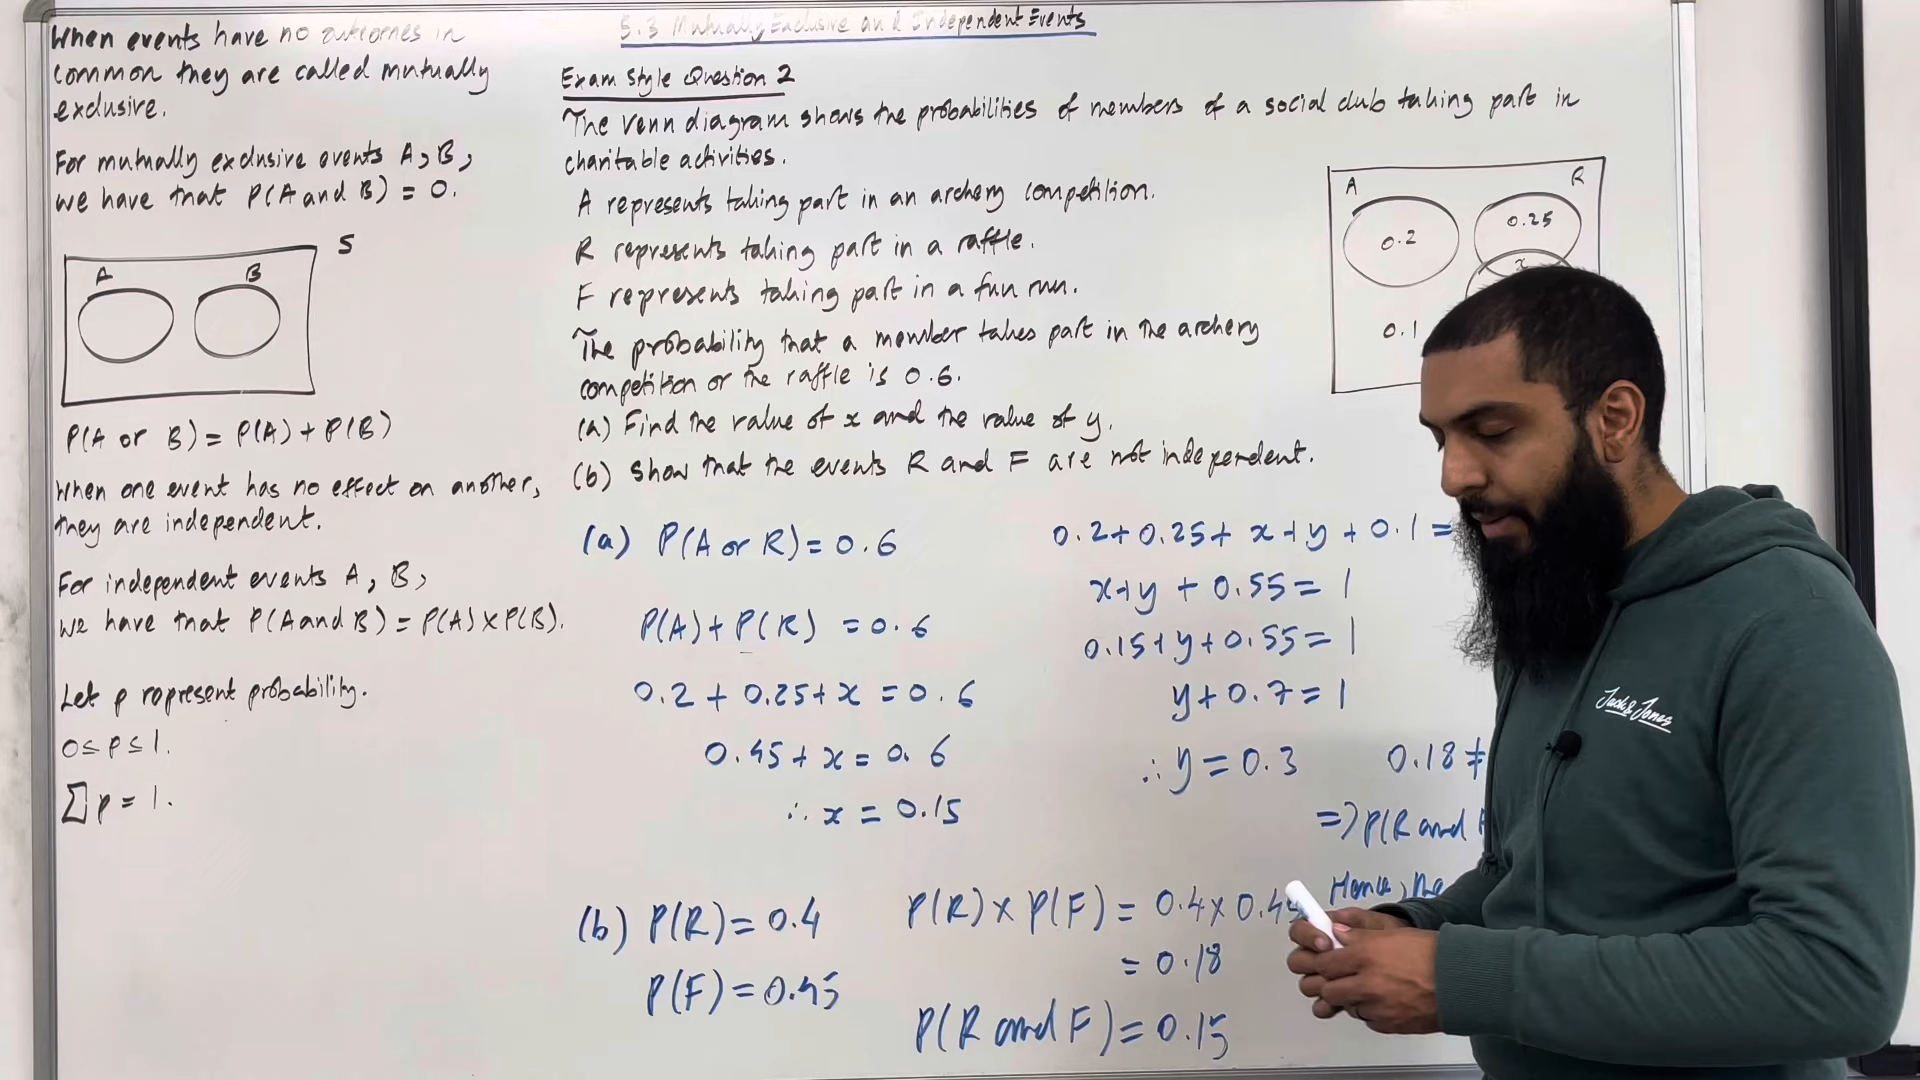 5.3 Mutually Exclusive and Independent Events
When events have no outcomes in
common they are called mutually
exclusive.
For mutually exclusive events A, B,
we have that P(A and B) = 0.
S
A B
P(A or B) = P(A) + P(B)
When one event has no effect on another,
they are independent.
For independent events A, B,
we have that P(A and B) = P(A) x P(B).
Let p represent probability.
0 ≤ p ≤ 1.
∑ p = 1.
Exam Style Question 2
The Venn diagram shows the probabilities of members of a social club taking part in
charitable activities.
A represents taking part in an archery competition.
R represents taking part in a raffle.
F represents taking part in a fun run.
The probability that a member takes part in the archery
competition or the raffle is 0.6.
(a) Find the value of x and the value of y.
(b) Show that the events R and F are not independent.
A R
0.2 0.25
x
0.1
(a) P(A or R) = 0.6
P(A) + P(R) = 0.6
0.2 + 0.25 + x = 0.6
0.45 + x = 0.6
∴ x = 0.15
0.2 + 0.25 + x + y + 0.1 =
x + y + 0.55 = 1
0.15 + y + 0.55 = 1
y + 0.7 = 1
∴ y = 0.3
(b) P(R) = 0.4
P(F) = 0.45
P(R) x P(F) = 0.4 x 0.45
= 0.18
P(R and F) = 0.15
0.18 ≠
=> P(R and
Hence, the
Jack & Jones